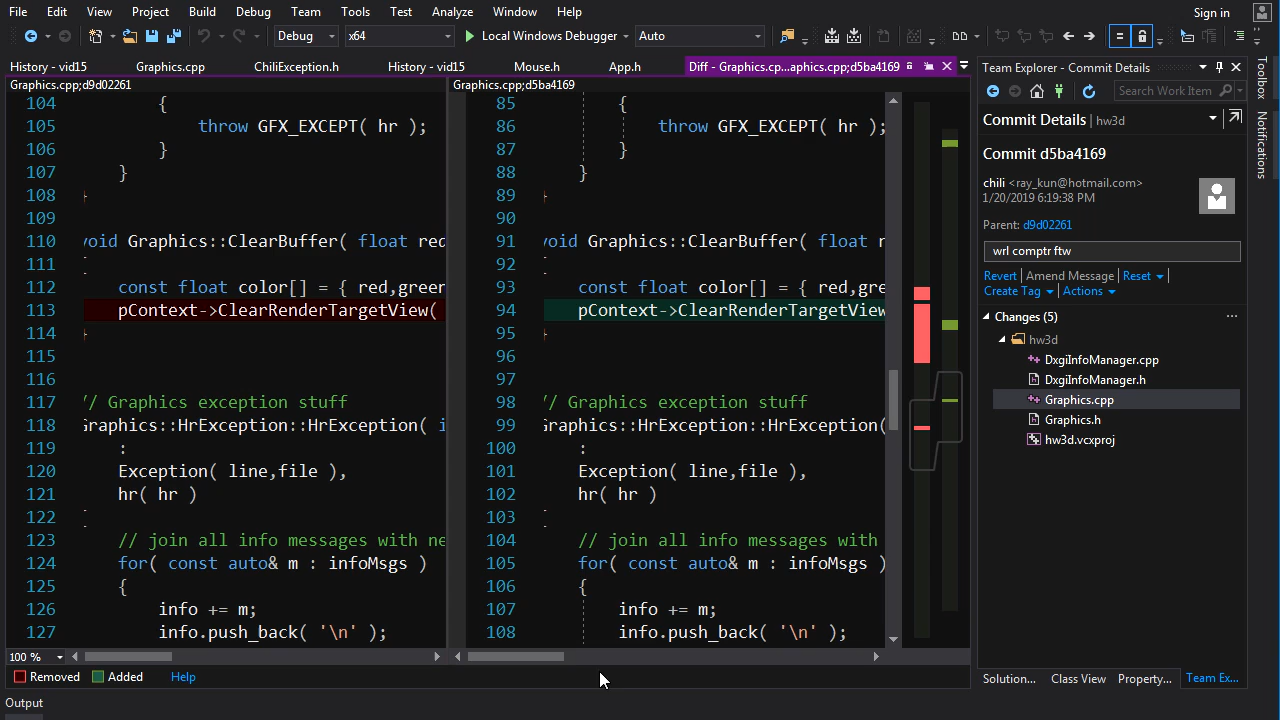 File Edit View Project Build Debug Team Tools Test Analyze Window Help
Sign in
Debug x64 Local Windows Debugger Auto
History - vid15 Graphics.cpp ChiliException.h History - vid15 Mouse.h App.h Diff - Graphics.cp...aphics.cpp;d5ba4169
Graphics.cpp;d9d02261
104 {
105 throw GFX_EXCEPT( hr );
106 }
107 }
108 }
109
110 void Graphics::ClearBuffer( float red
111
112 const float color[] = { red,green
113 pContext->ClearRenderTargetView(
114 }
115
116
117 // Graphics exception stuff
118 Graphics::HrException::HrException( i
119 :
120 Exception( line,file ),
121 hr( hr )
122
123 // join all info messages with ne
124 for( const auto& m : infoMsgs )
125 {
126 info += m;
127 info.push_back( '\n' );
100 %
Graphics.cpp;d5ba4169
85 {
86 throw GFX_EXCEPT( hr );
87 }
88 }
89 }
90
91 void Graphics::ClearBuffer( float r
92
93 const float color[] = { red,gre
94 pContext->ClearRenderTargetView
95 }
96
97
98 // Graphics exception stuff
99 Graphics::HrException::HrException(
100 :
101 Exception( line,file ),
102 hr( hr )
103
104 // join all info messages with
105 for( const auto& m : infoMsgs )
106 {
107 info += m;
108 info.push_back( '\n' );
Removed Added Help
Output
Team Explorer - Commit Details
Search Work Item
Commit Details | hw3d
Commit d5ba4169
chili <ray_kun@hotmail.com>
1/20/2019 6:19:38 PM
Parent: d9d02261
wrl comptr ftw
Revert | Amend Message | Reset |
Create Tag | Actions
Changes (5) ...
hw3d
DxgiInfoManager.cpp
DxgiInfoManager.h
Graphics.cpp
Graphics.h
hw3d.vcxproj
Solution... Class View Property... Team Ex...
Toolbox
Notifications